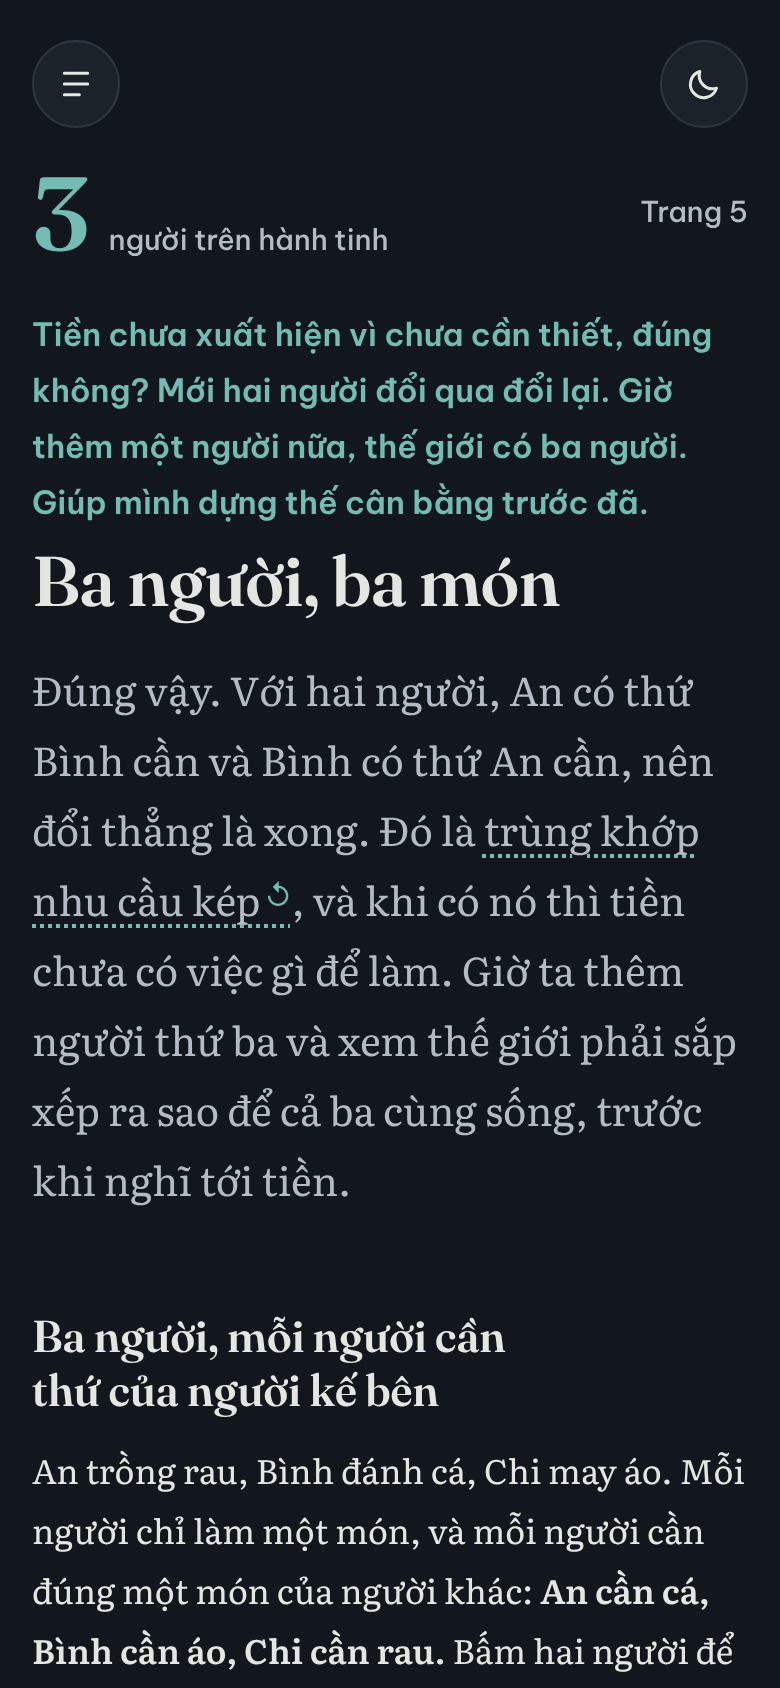 3 người trên hành tinh
Trang 5
Tiền chưa xuất hiện vì chưa cần thiết, đúng
không? Mới hai người đổi qua đổi lại. Giờ
thêm một người nữa, thế giới có ba người.
Giúp mình dựng thế cân bằng trước đã.
Ba người, ba món
Đúng vậy. Với hai người, An có thứ
Bình cần và Bình có thứ An cần, nên
đổi thẳng là xong. Đó là trùng khớp
nhu cầu kép, và khi có nó thì tiền
chưa có việc gì để làm. Giờ ta thêm
người thứ ba và xem thế giới phải sắp
xếp ra sao để cả ba cùng sống, trước
khi nghĩ tới tiền.
Ba người, mỗi người cần
thứ của người kế bên
An trồng rau, Bình đánh cá, Chi may áo. Mỗi
người chỉ làm một món, và mỗi người cần
đúng một món của người khác: An cần cá,
Bình cần áo, Chi cần rau. Bấm hai người để